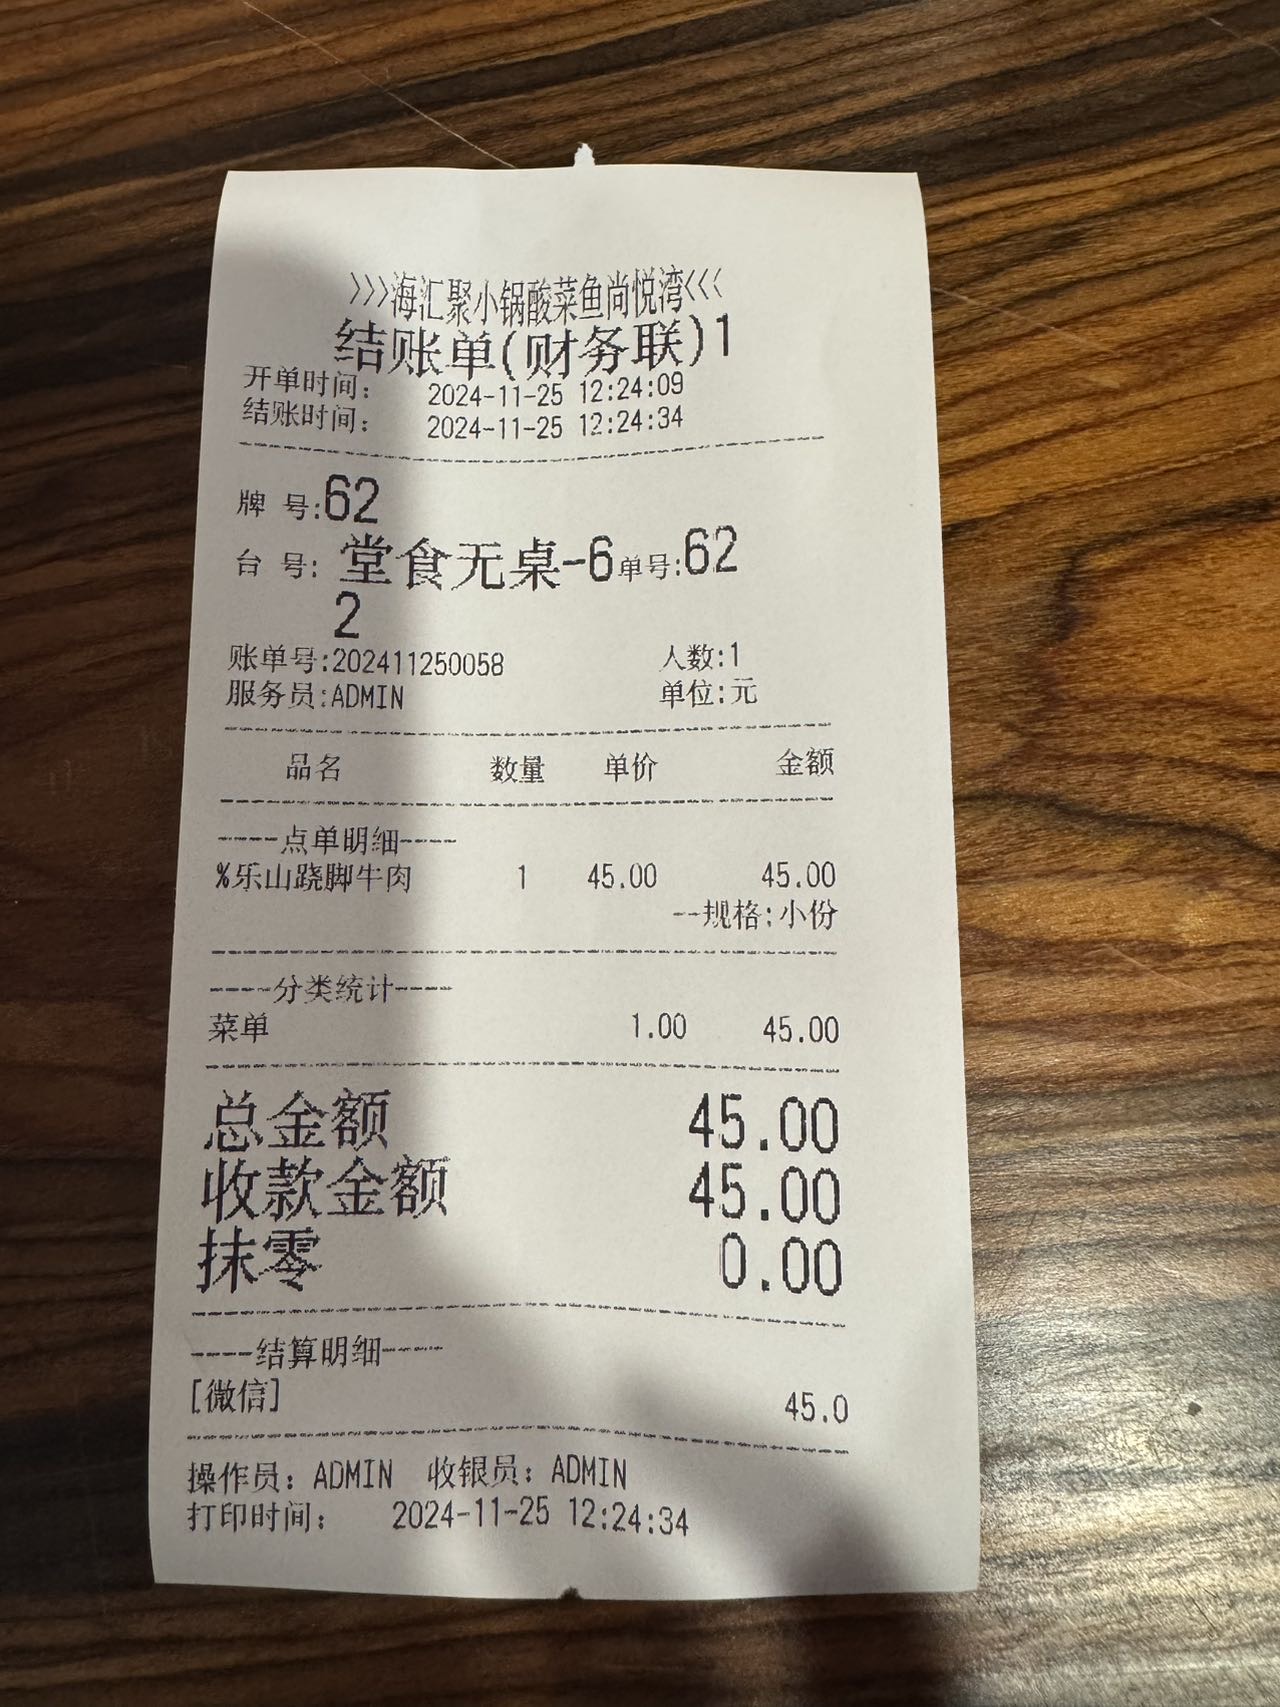 >>>海汇聚小锅酸菜鱼尚悦湾<<<
结账单(财务联)1
开单时间: 2024-11-25 12:24:09
结账时间: 2024-11-25 12:24:34
牌 号:62
台 号: 堂食无桌-6单号:62
2
账单号:202411250058 人数:1
服务员:ADMIN 单位:元
品名 数量 单价 金额
----点单明细----
%乐山跷脚牛肉 1 45.00 45.00
--规格:小份
----分类统计----
菜单 1.00 45.00
总金额 45.00
收款金额 45.00
抹零 0.00
----结算明细----
[微信] 45.0
操作员: ADMIN 收银员: ADMIN
打印时间: 2024-11-25 12:24:34